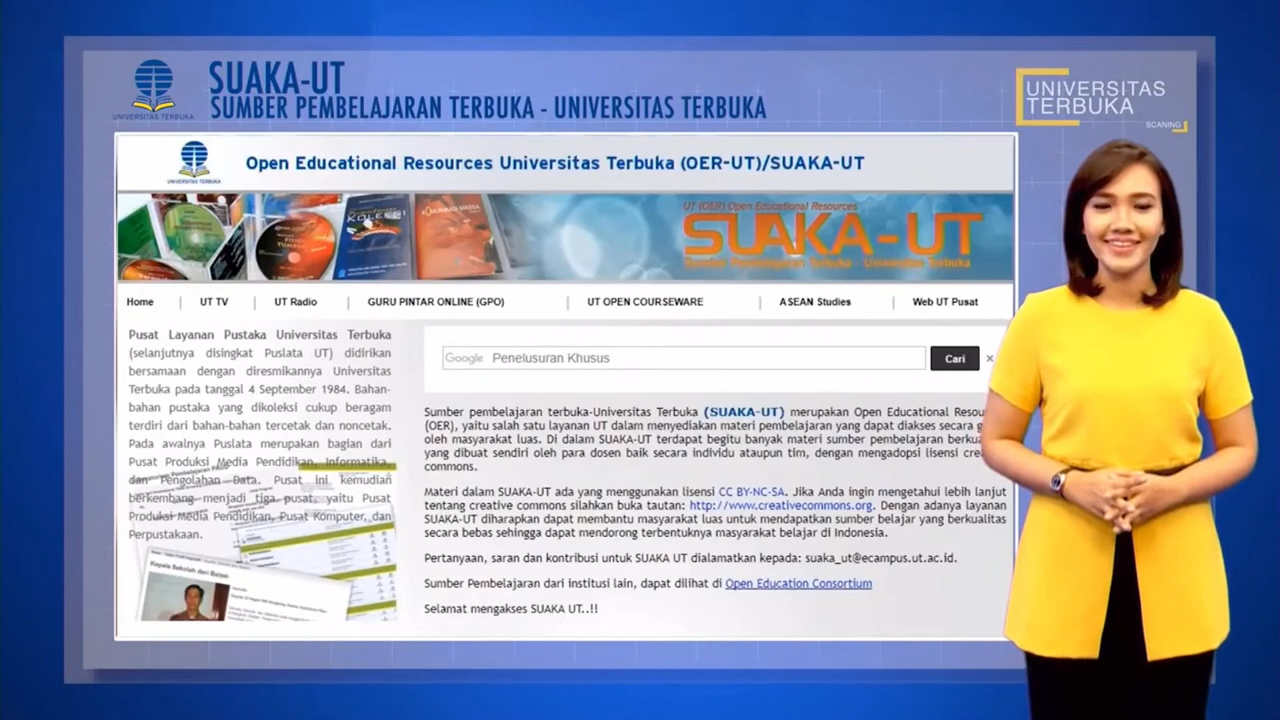 SUAKA-UT
SUMBER PEMBELAJARAN TERBUKA - UNIVERSITAS TERBUKA
UNIVERSITAS TERBUKA
UNIVERSITAS
TERBUKA
SCANING
UNIVERSITAS TERBUKA
Open Educational Resources Universitas Terbuka (OER-UT)/SUAKA-UT
KOMUNIKASI MASSA
UT (OER) Open Educational Resources
SUAKA-UT
Sumber Pembelajaran Terbuka - Universitas Terbuka
Home UT TV UT Radio GURU PINTAR ONLINE (GPO) UT OPEN COURSEWARE ASEAN Studies Web UT Pusat
Pusat Layanan Pustaka Universitas Terbuka
(selanjutnya disingkat Puslata UT) didirikan
bersamaan dengan diresmikannya Universitas
Terbuka pada tanggal 4 September 1984. Bahan-
bahan pustaka yang dikoleksi cukup beragam
terdiri dari bahan-bahan tercetak dan noncetak.
Pada awalnya Puslata merupakan bagian dari
Pusat Produksi Media Pendidikan, Informatika,
dan Pengolahan Data. Pusat ini kemudian
berkembang menjadi tiga pusat, yaitu Pusat
Produksi Media Pendidikan, Pusat Komputer, dan
Perpustakaan.
Kepala Sekolah dari Batam
Google Penelusuran Khusus Cari ×
Sumber pembelajaran terbuka-Universitas Terbuka (SUAKA-UT) merupakan Open Educational
(OER), yaitu salah satu layanan UT dalam menyediakan materi pembelajaran yang dapat diakses secara
oleh masyarakat luas. Di dalam SUAKA-UT terdapat begitu banyak materi sumber pembelajaran
yang dibuat sendiri oleh para dosen baik secara individu ataupun tim, dengan mengadopsi lisensi
commons.
Materi dalam SUAKA-UT ada yang menggunakan lisensi CC BY-NC-SA. Jika Anda ingin mengetahui lebih lanjut
tentang creative commons silahkan buka tautan: http://www.creativecommons.org. Dengan adanya layanan
SUAKA-UT diharapkan dapat membantu masyarakat luas untuk mendapatkan sumber belajar yang berkualitas
secara bebas sehingga dapat mendorong terbentuknya masyarakat belajar di Indonesia.
Pertanyaan, saran dan kontribusi untuk SUAKA UT dialamatkan kepada: suaka_ut@ecampus.ut.ac.id.
Sumber Pembelajaran dari institusi lain, dapat dilihat di Open Education Consortium
Selamat mengakses SUAKA UT..!!